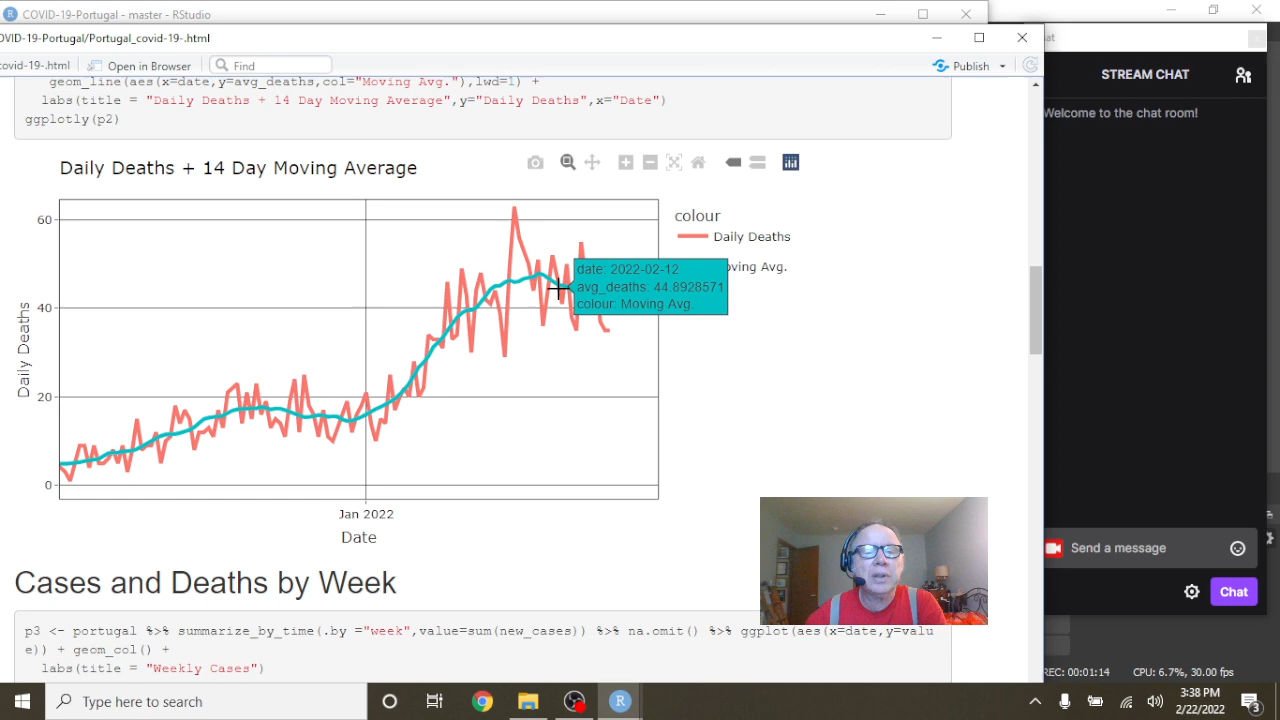 COVID-19-Portugal - master - RStudio
OVID-19-Portugal/Portugal_covid-19-.html
covid-19-.html
Open in Browser
Find
Publish
geom_line(aes(x=date,y=avg_deaths,col="Moving Avg."),lwd=1) +
labs(title = "Daily Deaths + 14 Day Moving Average",y="Daily Deaths",x="Date")
ggplotly(p2)
Daily Deaths + 14 Day Moving Average
60
40
20
0
Daily Deaths
Jan 2022
Date
colour
Daily Deaths
oving Avg.
date: 2022-02-12
avg_deaths: 44.8928571
colour: Moving Avg.
Cases and Deaths by Week
p3 <- portugal %>% summarize_by_time(.by ="week",value=sum(new_cases)) %>% na.omit() %>% ggplot(aes(x=date,y=valu
e)) + geom_col() +
labs(title = "Weekly Cases")
STREAM CHAT
Welcome to the chat room!
Send a message
Chat
REC: 00:01:14
CPU: 6.7%, 30.00 fps
Type here to search
3:38 PM
2/22/2022
3